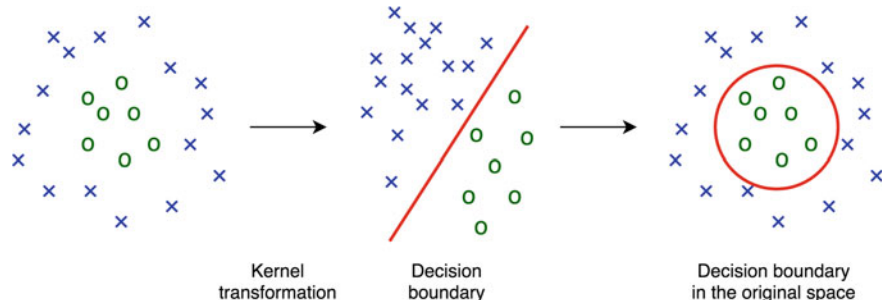 Kernel
transformation
Decision
boundary
Decision boundary
in the original space